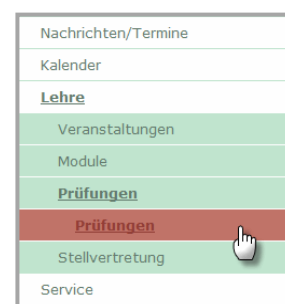 Nachrichten/Termine
Kalender
Lehre
Veranstaltungen
Module
Prüfungen
Prüfungen
Stellvertretung
Service